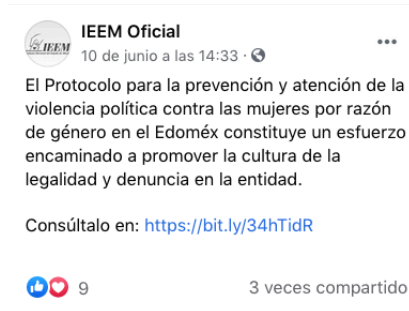 IEEM
IEEM Oficial
10 de junio a las 14:33 ·
El Protocolo para la prevención y atención de la
violencia política contra las mujeres por razón
de género en el Edoméx constituye un esfuerzo
encaminado a promover la cultura de la
legalidad y denuncia en la entidad.
Consúltalo en: https://bit.ly/34hTidR
9
3 veces compartido